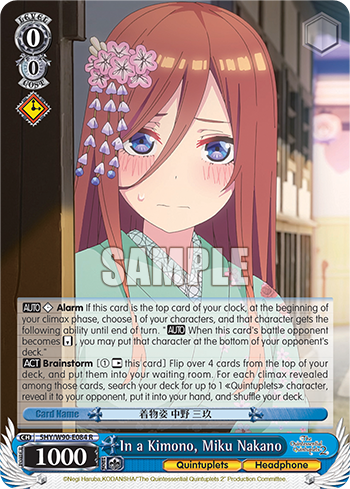 LEVEL
0
0
COST
SAMPLE
AUTO Alarm If this card is the top card of your clock, at the beginning of
your climax phase, choose 1 of your characters, and that character gets the
following ability until end of turn. "AUTO When this card's battle opponent
becomes [ ], you may put that character at the bottom of your opponent's
deck."
ACT Brainstorm [① this card] Flip over 4 cards from the top of your
deck, and put them into your waiting room. For each climax revealed
among those cards, search your deck for up to 1 «Quintuplets» character,
reveal it to your opponent, put it into your hand, and shuffle your deck.
Card Name
着物姿 中野 三玖
5HY/W90-E084 R
In a Kimono, Miku Nakano
The Quintessential Quintuplets 2
1000
Quintuplets
Headphone
©Negi Haruba,KODANSHA/"The Quintessential Quintuplets 2" Production Committee.